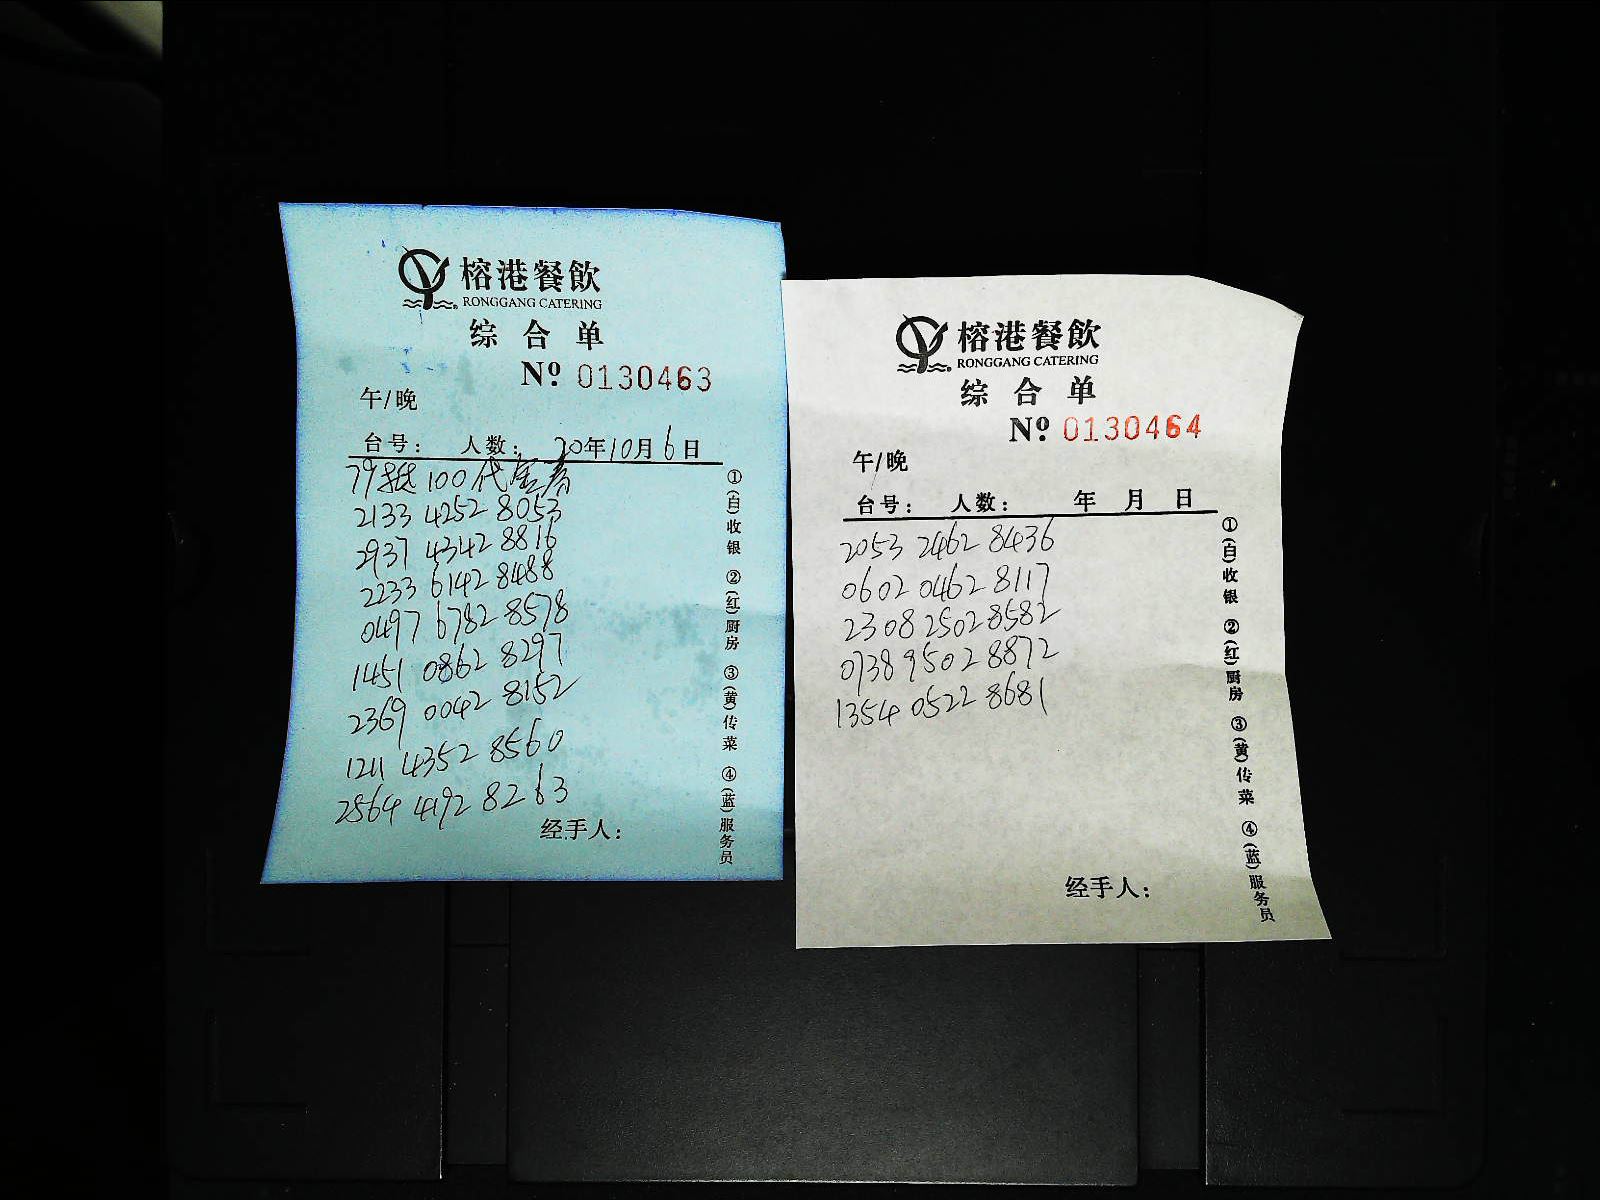 榕港餐飲
RONGGANG CATERING
综合单
Nº 0130463
午/晚
台号： 人数： 20年10月6日
79抵100代金券
2133 4252 8053
2937 4342 8816
2233 6142 8488
0497 6782 8578
1451 0862 8297
2369 0042 8152
1211 4352 8560
2864 4192 8263
经手人：
①(白)收银 ②(红)厨房 ③(黄)传菜 ④(蓝)服务员
榕港餐飲
RONGGANG CATERING
综合单
Nº 0130464
午/晚
台号： 人数： 年 月 日
2053 2462 8436
0602 0462 8117
2308 2502 8582
0738 9502 8872
1354 0522 8681
经手人：
①(白)收银 ②(红)厨房 ③(黄)传菜 ④(蓝)服务员